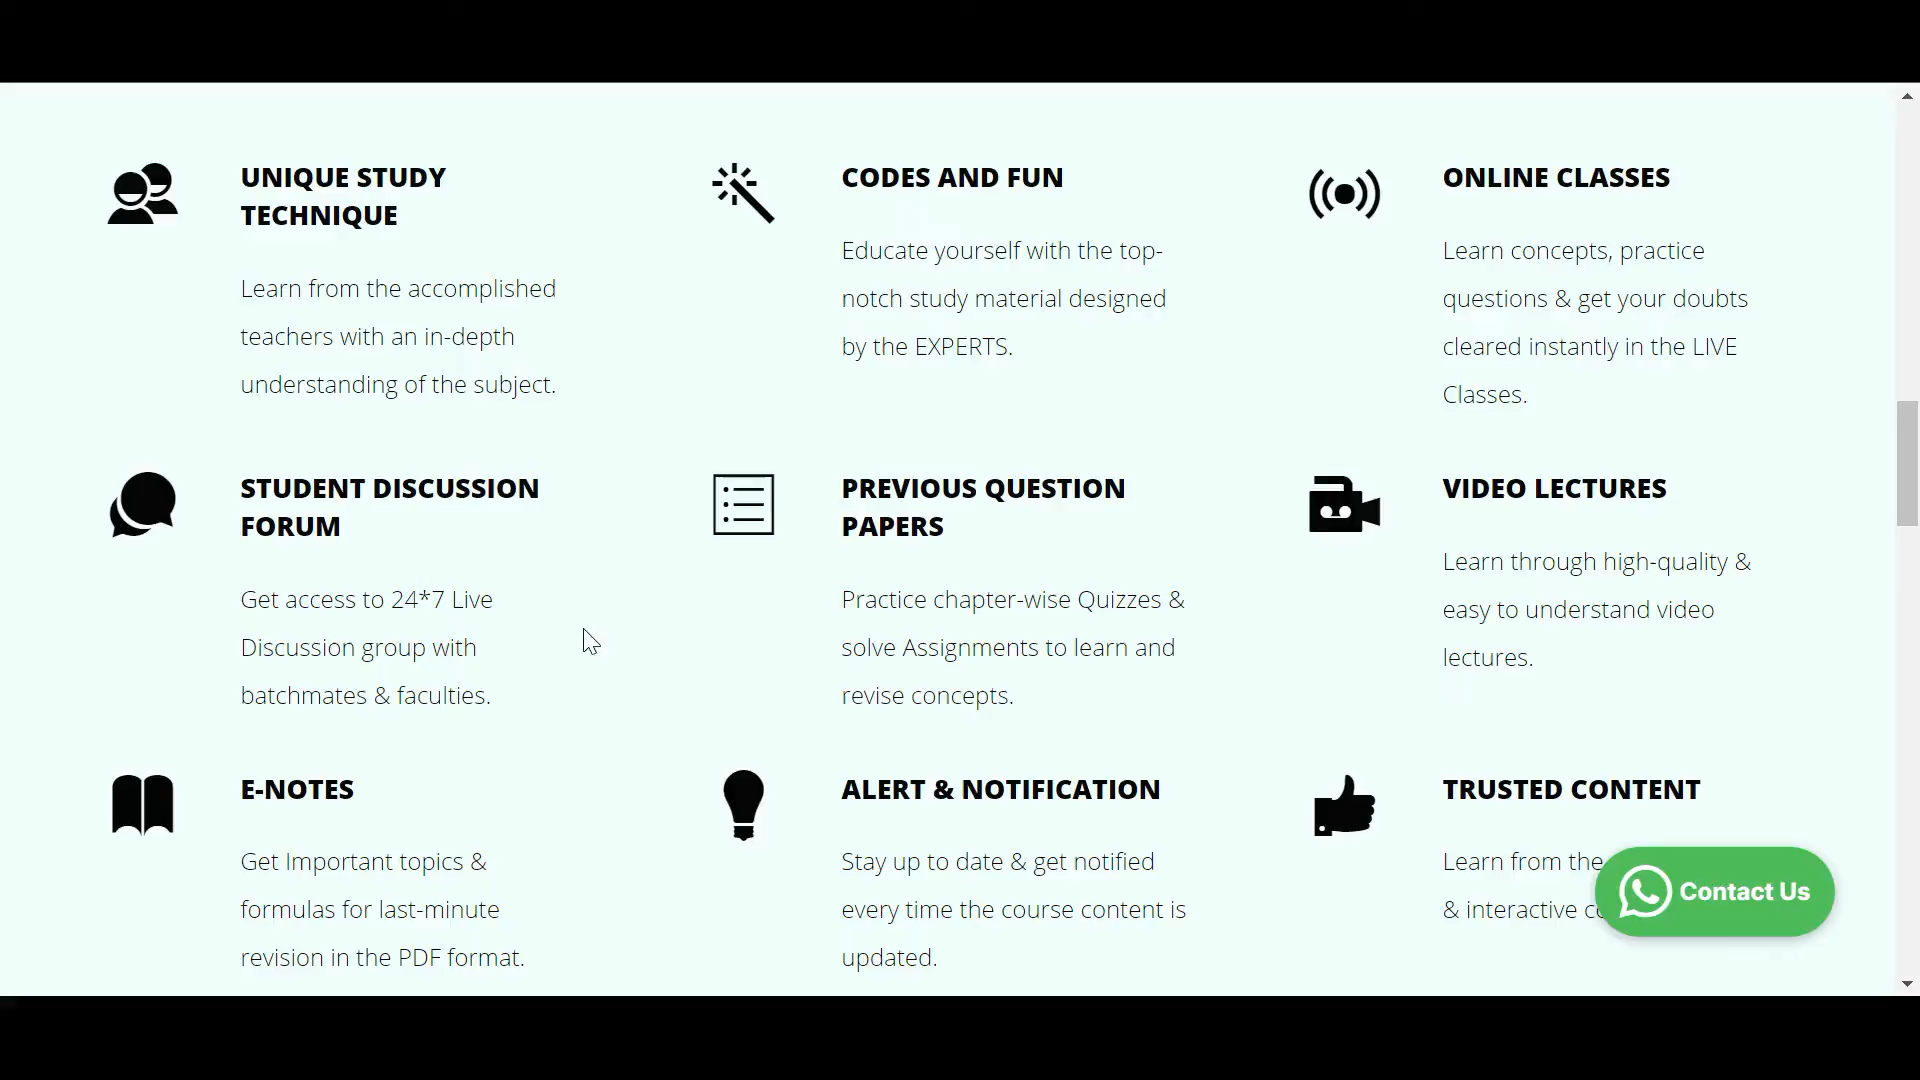 UNIQUE STUDY
TECHNIQUE
Learn from the accomplished
teachers with an in-depth
understanding of the subject.
CODES AND FUN
Educate yourself with the top-
notch study material designed
by the EXPERTS.
ONLINE CLASSES
Learn concepts, practice
questions & get your doubts
cleared instantly in the LIVE
Classes.
STUDENT DISCUSSION
FORUM
Get access to 24*7 Live
Discussion group with
batchmates & faculties.
PREVIOUS QUESTION
PAPERS
Practice chapter-wise Quizzes &
solve Assignments to learn and
revise concepts.
VIDEO LECTURES
Learn through high-quality &
easy to understand video
lectures.
E-NOTES
Get Important topics &
formulas for last-minute
revision in the PDF format.
ALERT & NOTIFICATION
Stay up to date & get notified
every time the course content is
updated.
TRUSTED CONTENT
Learn from the
& interactive
Contact Us